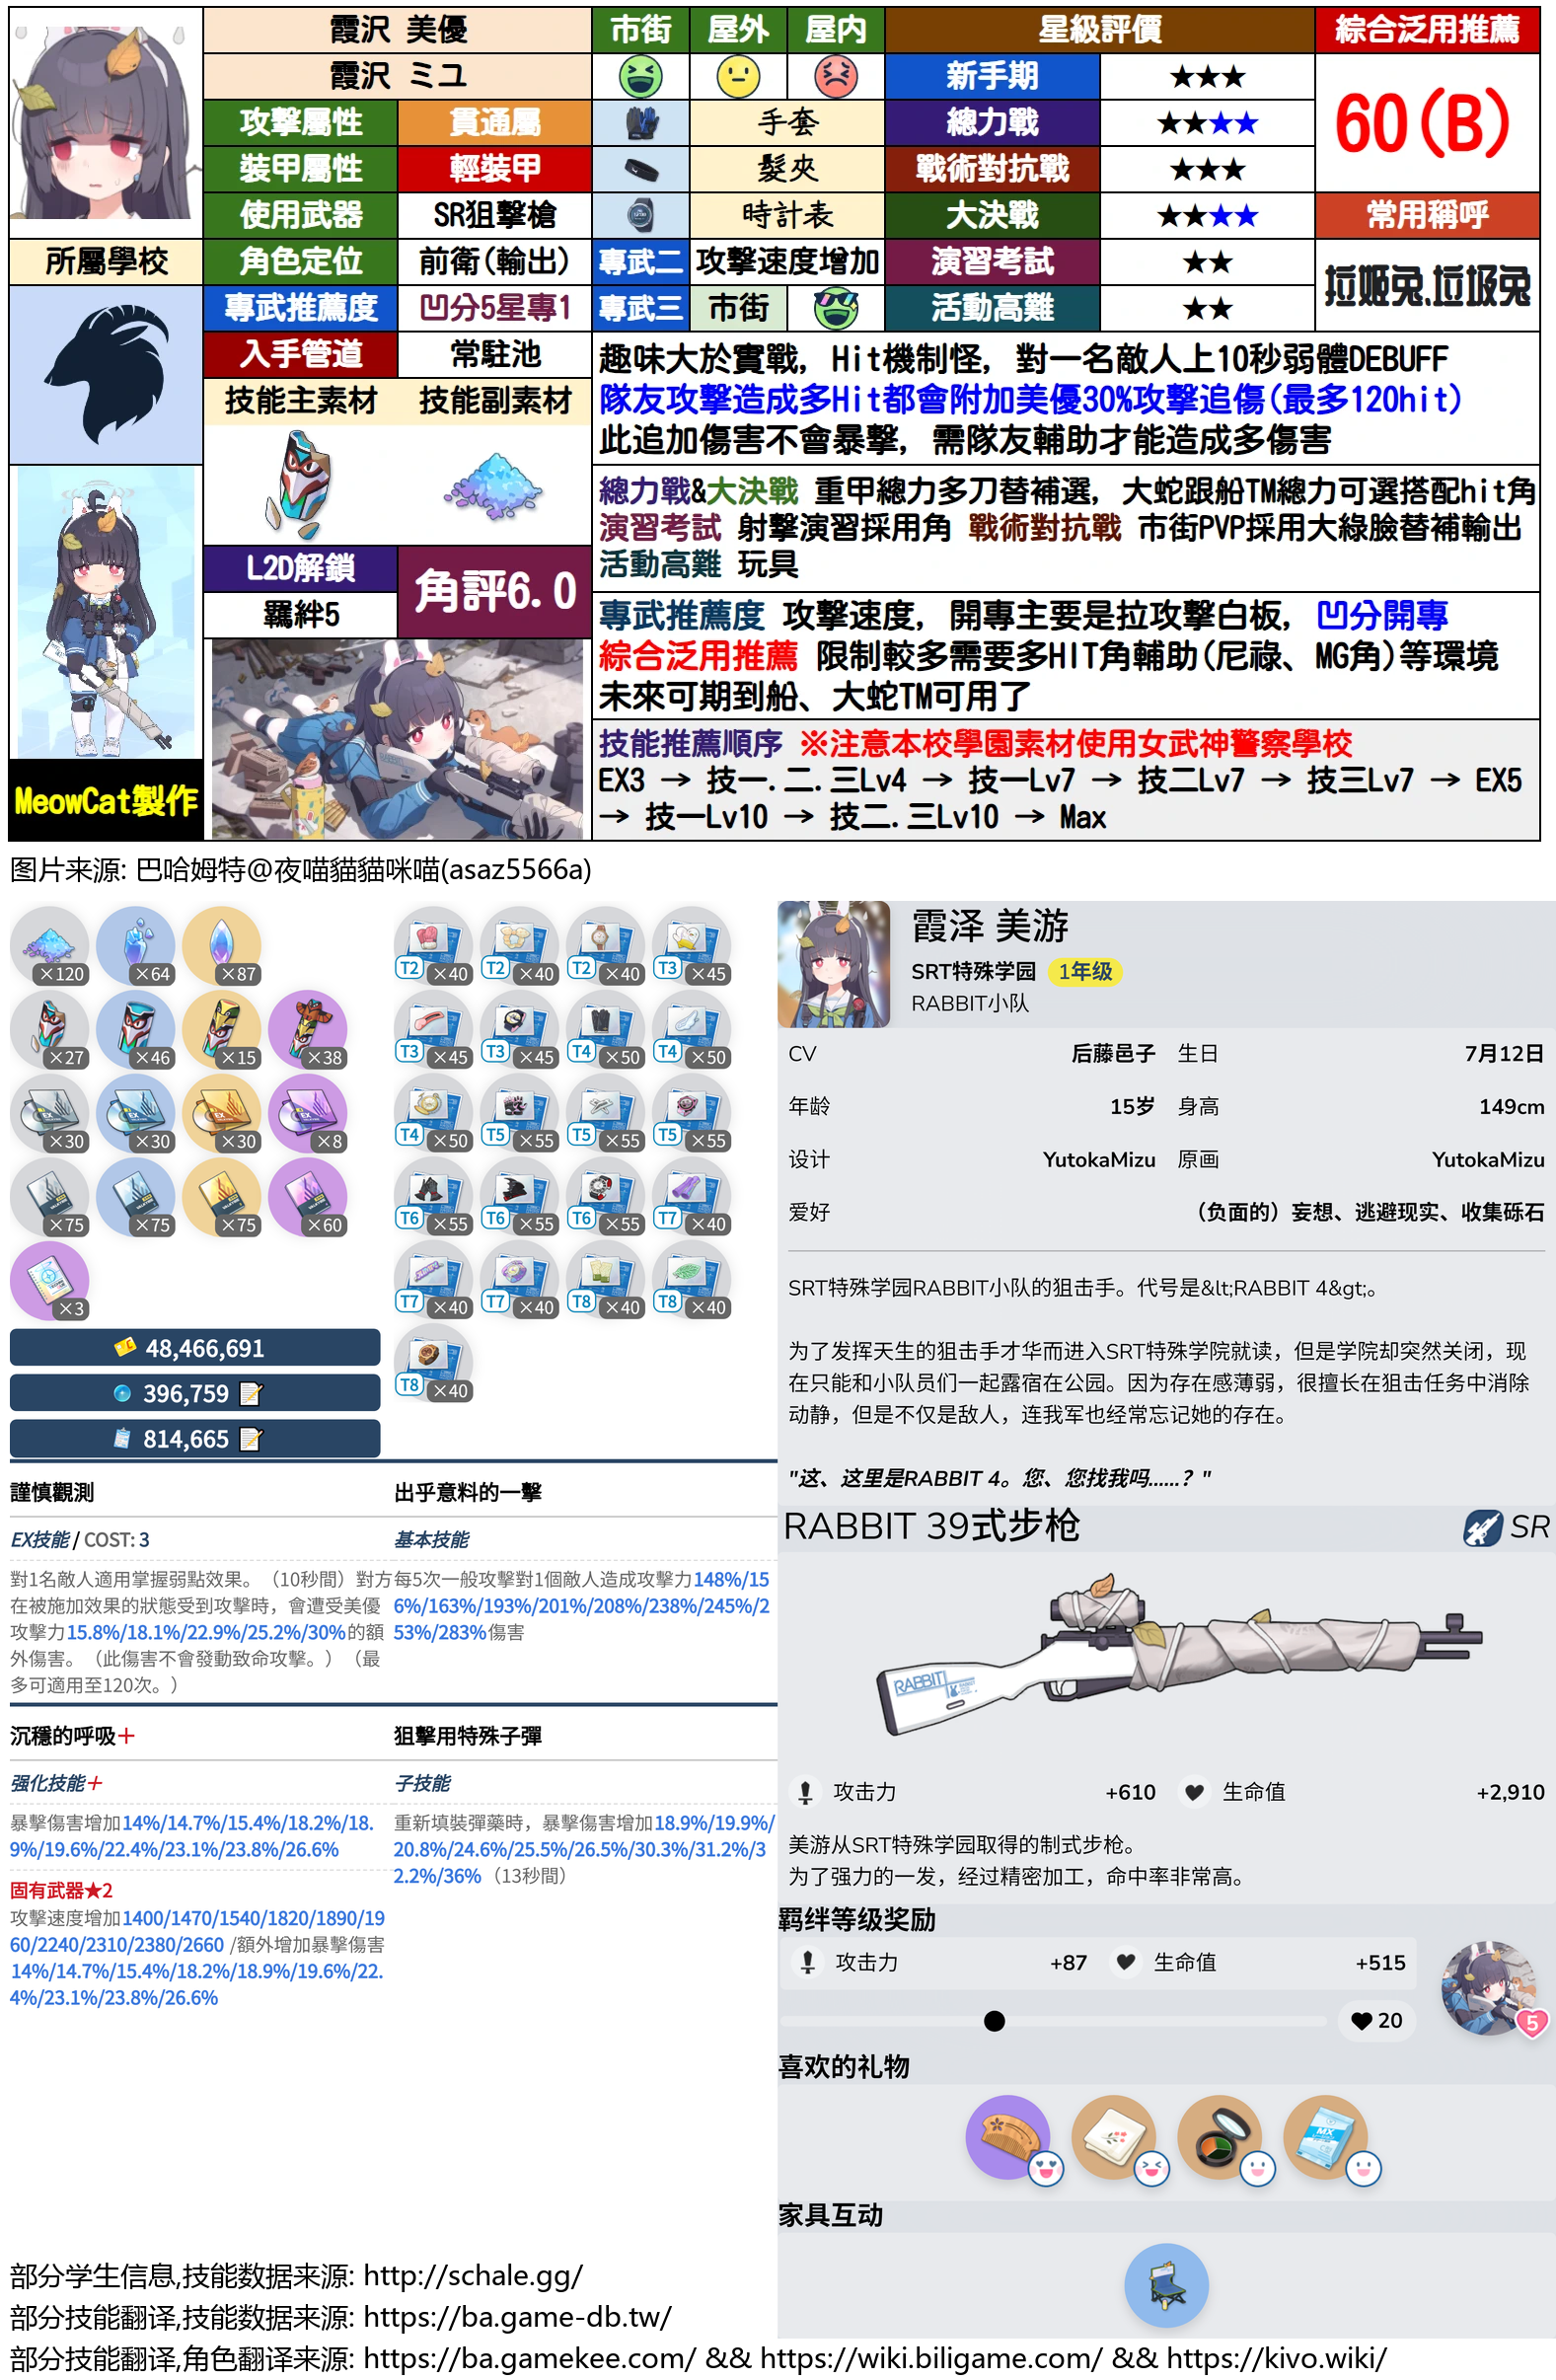 霞沢 美優
市街 屋外 屋内
星級評價
綜合泛用推薦
霞沢 ミユ
新手期 ★★★
60(B)
攻擊屬性 貫通屬
手套
總力戰 ★★★★
裝甲屬性 輕裝甲
髮夾
戰術對抗戰 ★★★
使用武器 SR狙擊槍
時計表
大決戰 ★★★★
常用稱呼
所屬學校
角色定位 前衛(輸出)
專武二 攻擊速度增加
演習考試 ★★
垃姬兔.垃圾兔
專武推薦度 凹分5星專1
專武三 市街
活動高難 ★★
入手管道 常駐池
技能主素材 技能副素材
趣味大於實戰, Hit機制怪, 對一名敵人上10秒弱體DEBUFF
隊友攻擊造成多Hit都會附加美優30%攻擊追傷(最多120hit)
此追加傷害不會暴擊, 需隊友輔助才能造成多傷害
總力戰&大決戰 重甲總力多刀替補選, 大蛇跟船TM總力可選搭配hit角
演習考試 射擊演習採用角 戰術對抗戰 市街PVP採用大綠臉替補輸出
活動高難 玩具
L2D解鎖
羈絆5
角評6.0
專武推薦度 攻擊速度, 開專主要是拉攻擊白板, 凹分開專
綜合泛用推薦 限制較多需要多HIT角輔助(尼祿、MG角)等環境
未來可期到船、大蛇TM可用了
技能推薦順序 ※注意本校學園素材使用女武神警察學校
EX3 → 技一.二.三Lv4 → 技一Lv7 → 技二Lv7 → 技三Lv7 → EX5
→ 技一Lv10 → 技二.三Lv10 → Max
MeowCat製作
图片来源: 巴哈姆特@夜喵貓貓咪喵(asaz5566a)
×120 ×64 ×87
×27 ×46 ×15 ×38
×30 ×30 ×30 ×8
×75 ×75 ×75 ×60
×3
48,466,691
396,759
814,665
T2 ×40 T2 ×40 T2 ×40 T3 ×45
T3 ×45 T3 ×45 T4 ×50 T4 ×50
T4 ×50 T5 ×55 T5 ×55 T5 ×55
T6 ×55 T6 ×55 T6 ×55 T7 ×40
T7 ×40 T7 ×40 T8 ×40 T8 ×40
T8 ×40
謹慎觀測
EX技能 / COST: 3
對1名敵人適用掌握弱點效果。（10秒間）對方
在被施加效果的狀態受到攻擊時，會遭受美優
攻擊力15.8%/18.1%/22.9%/25.2%/30%的額
外傷害。（此傷害不會發動致命攻擊。）（最
多可適用至120次。）
出乎意料的一擊
基本技能
每5次一般攻擊對1個敵人造成攻擊力148%/15
6%/163%/193%/201%/208%/238%/245%/2
53%/283%傷害
沉穩的呼吸+
强化技能+
暴擊傷害增加14%/14.7%/15.4%/18.2%/18.
9%/19.6%/22.4%/23.1%/23.8%/26.6%
固有武器★2
攻擊速度增加1400/1470/1540/1820/1890/19
60/2240/2310/2380/2660 /額外增加暴擊傷害
14%/14.7%/15.4%/18.2%/18.9%/19.6%/22.
4%/23.1%/23.8%/26.6%
狙擊用特殊子彈
子技能
重新填裝彈藥時，暴擊傷害增加18.9%/19.9%/
20.8%/24.6%/25.5%/26.5%/30.3%/31.2%/3
2.2%/36%（13秒間）
霞泽 美游
SRT特殊学园 1年级
RABBIT小队
CV 后藤邑子 生日 7月12日
年龄 15岁 身高 149cm
设计 YutokaMizu 原画 YutokaMizu
爱好 （负面的）妄想、逃避现实、收集砾石
SRT特殊学园RABBIT小队的狙击手。代号是&lt;RABBIT 4&gt;。
为了发挥天生的狙击手才华而进入SRT特殊学院就读，但是学院却突然关闭，现
在只能和小队员们一起露宿在公园。因为存在感薄弱，很擅长在狙击任务中消除
动静，但是不仅是敌人，连我军也经常忘记她的存在。
"这、这里是RABBIT 4。您、您找我吗……？"
RABBIT 39式步枪 SR
RABBIT
攻击力 +610 生命值 +2,910
美游从SRT特殊学园取得的制式步枪。
为了强力的一发，经过精密加工，命中率非常高。
羁绊等级奖励
攻击力 +87 生命值 +515
20
5
喜欢的礼物
MX
家具互动
部分学生信息,技能数据来源: http://schale.gg/
部分技能翻译,技能数据来源: https://ba.game-db.tw/
部分技能翻译,角色翻译来源: https://ba.gamekee.com/ && https://wiki.biligame.com/ && https://kivo.wiki/